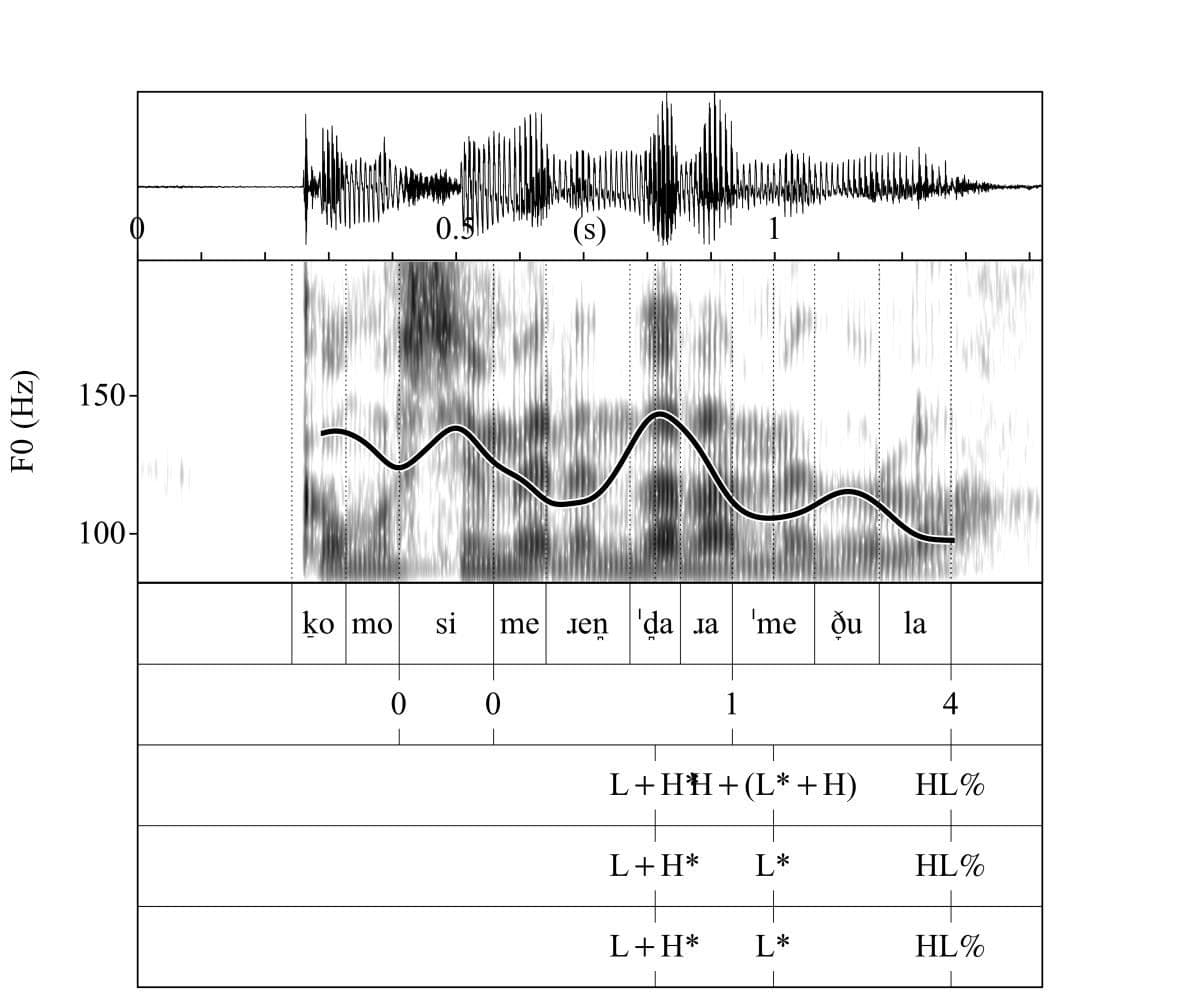 0 0.5 (s) 1
F0 (Hz)
150
100
ḵo mo si me ɹen̪ ˈd̪a ɹa ˈme ð̞u la
0 0 1 4
L+H* H+(L*+H) HL%
L+H* L* HL%
L+H* L* HL%